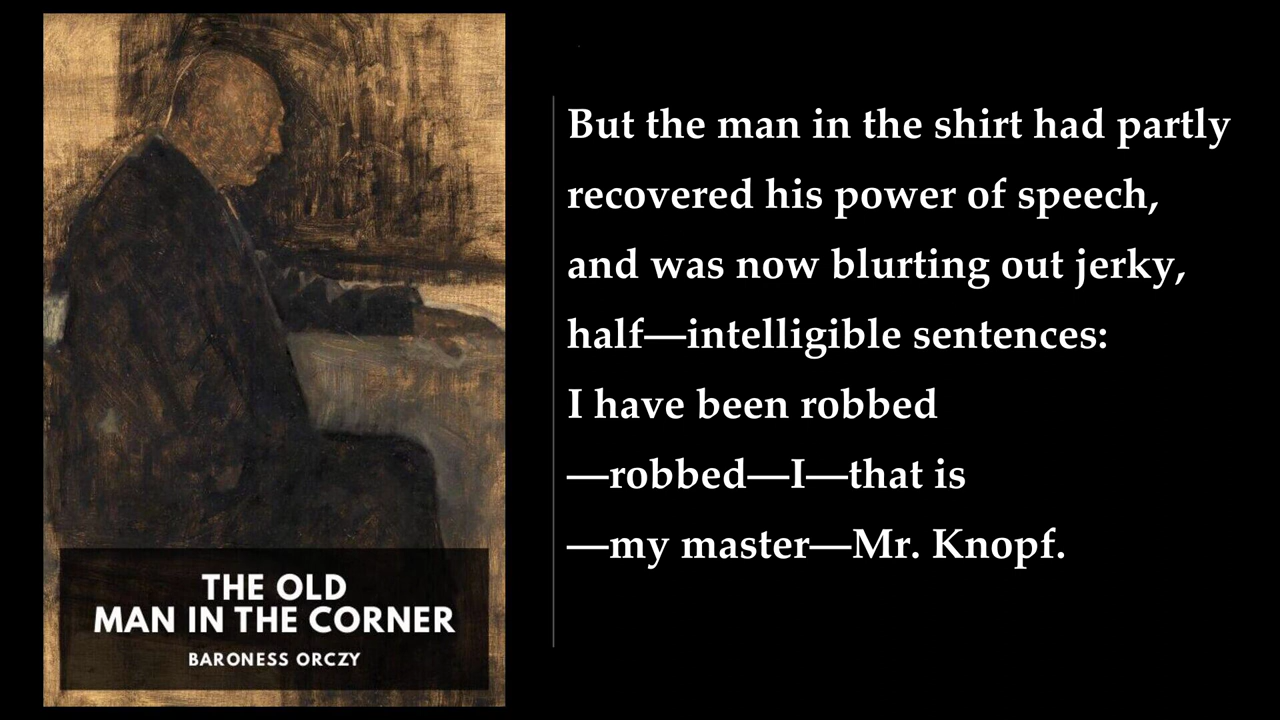 THE OLD
MAN IN THE CORNER
BARONESS ORCZY
But the man in the shirt had partly
recovered his power of speech,
and was now blurting out jerky,
half—intelligible sentences:
I have been robbed
—robbed—I—that is
—my master—Mr. Knopf.